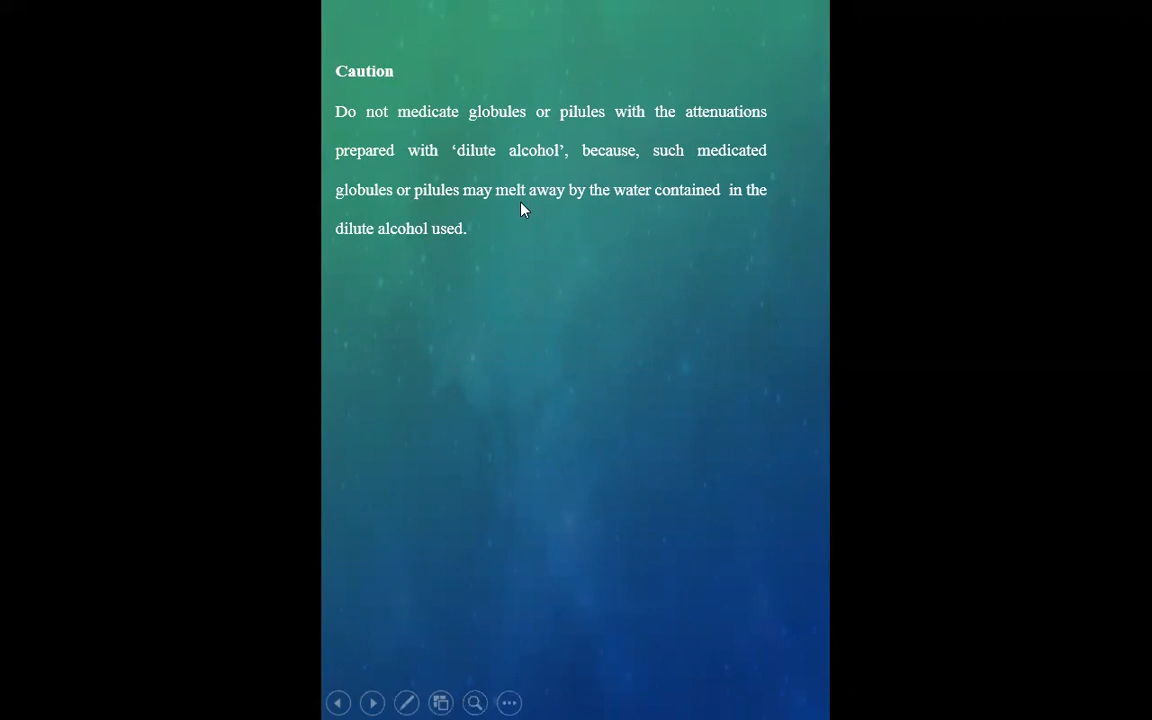 Caution
Do not medicate globules or pilules with the attenuations
prepared with ‘dilute alcohol’, because, such medicated
globules or pilules may melt away by the water contained in the
dilute alcohol used.